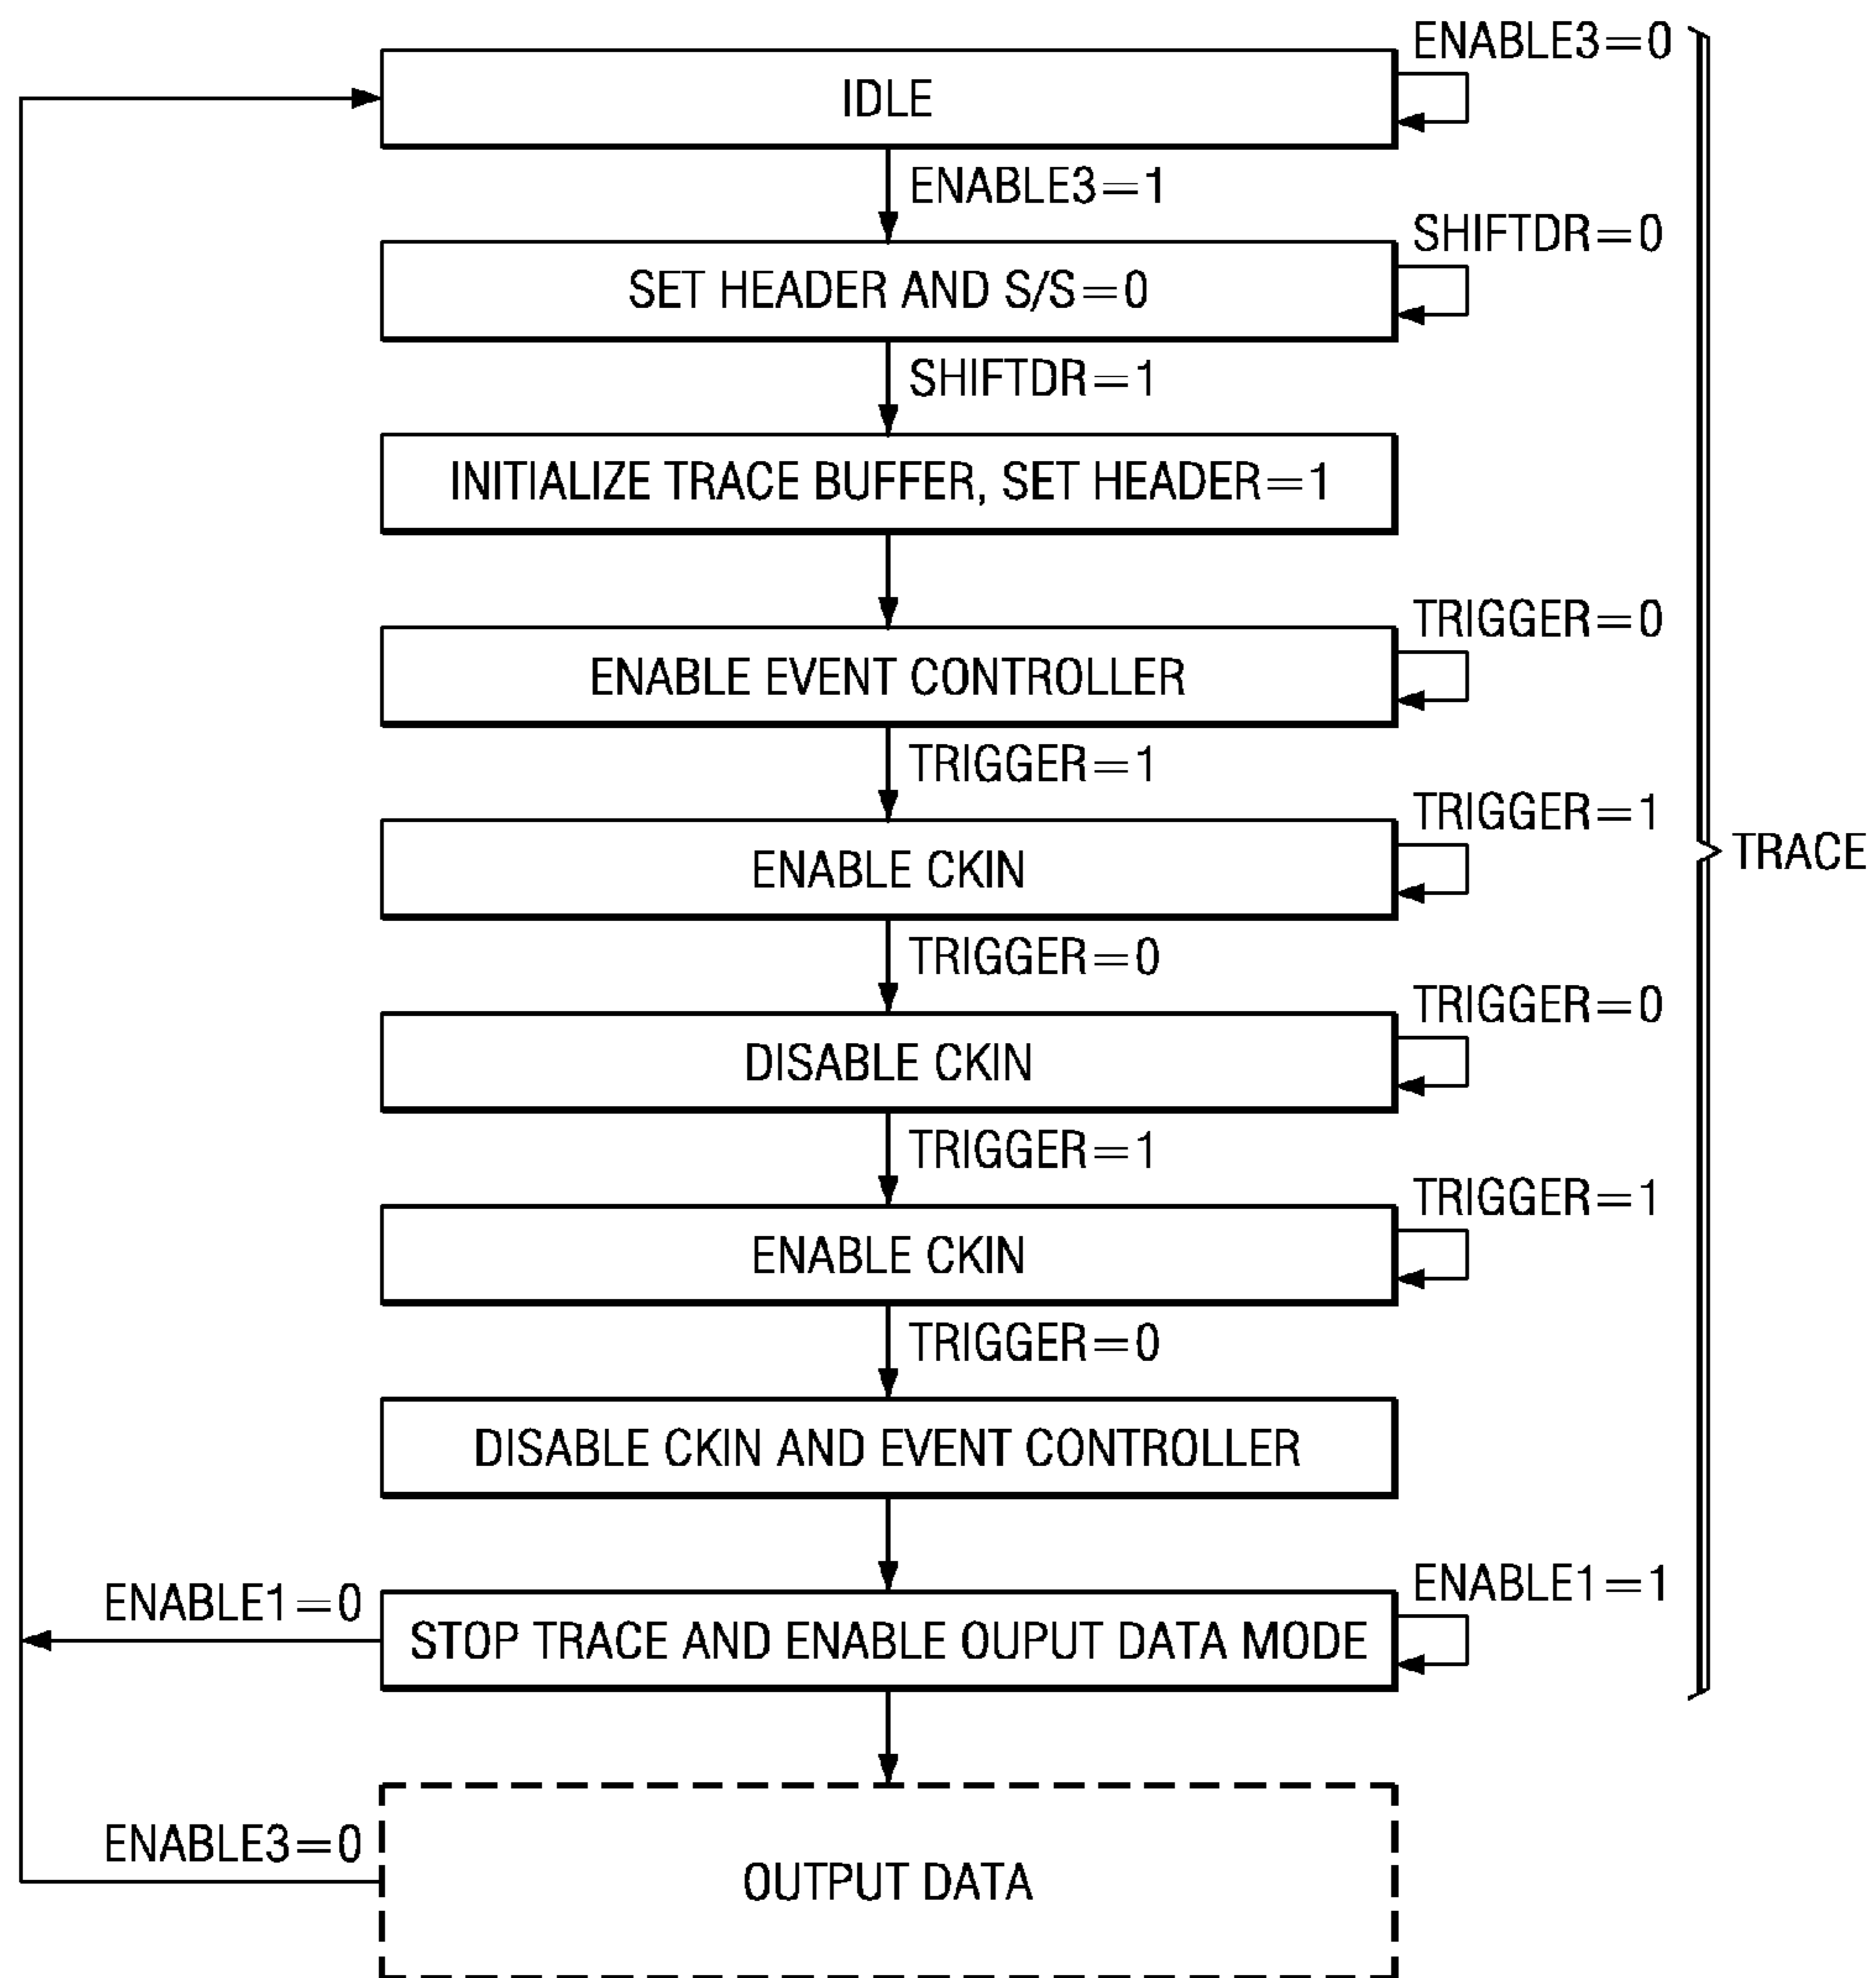 ENABLE3=0
IDLE
ENABLE3=1
SHIFTDR=0
SET HEADER AND S/S=0
SHIFTDR=1
INITIALIZE TRACE BUFFER, SET HEADER=1
TRIGGER=0
ENABLE EVENT CONTROLLER
TRIGGER=1
TRIGGER=1
ENABLE CKIN
TRACE
TRIGGER=0
TRIGGER=0
DISABLE CKIN
TRIGGER=1
TRIGGER=1
ENABLE CKIN
TRIGGER=0
DISABLE CKIN AND EVENT CONTROLLER
ENABLE1=0
ENABLE1=1
STOP TRACE AND ENABLE OUPUT DATA MODE
ENABLE3=0
OUTPUT DATA